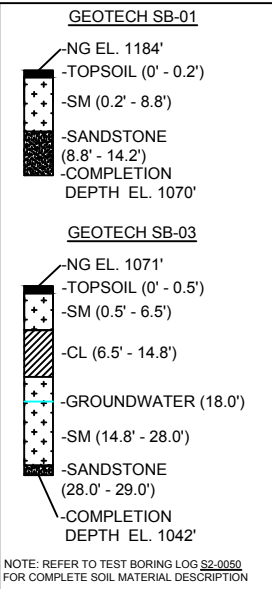 GEOTECH SB-01
-NG EL. 1184'
-TOPSOIL (0' - 0.2')
-SM (0.2' - 8.8')
-SANDSTONE
(8.8' - 14.2')
-COMPLETION
DEPTH EL. 1070'
GEOTECH SB-03
-NG EL. 1071'
-TOPSOIL (0' - 0.5')
-SM (0.5' - 6.5')
-CL (6.5' - 14.8')
-GROUNDWATER (18.0')
-SM (14.8' - 28.0')
-SANDSTONE
(28.0' - 29.0')
-COMPLETION
DEPTH EL. 1042'
NOTE: REFER TO TEST BORING LOG S2-0050
FOR COMPLETE SOIL MATERIAL DESCRIPTION